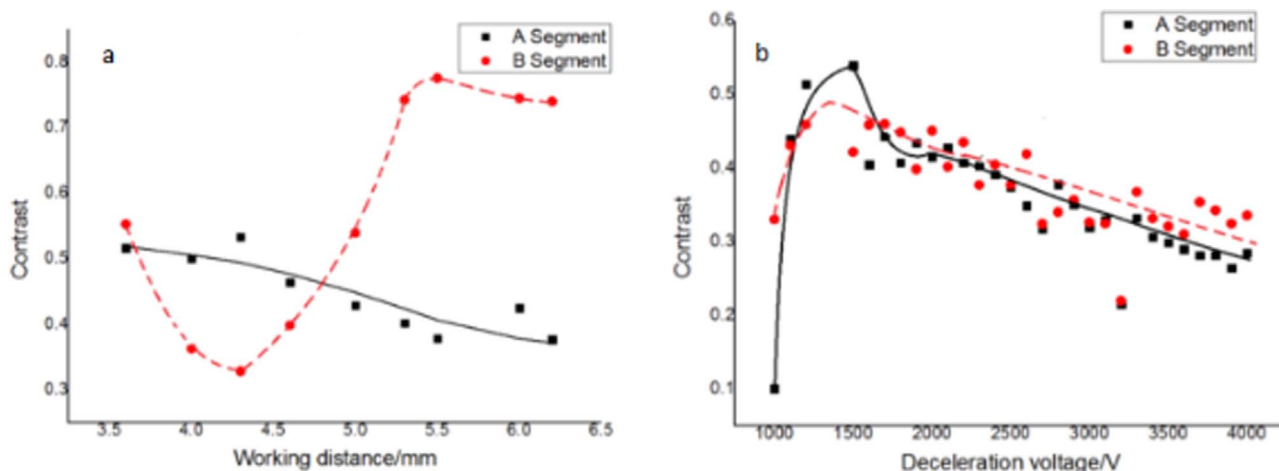 a
A Segment
B Segment
0.8
0.7
0.6
0.5
0.4
0.3
Contrast
3.5 4.0 4.5 5.0 5.5 6.0 6.5
Working distance/mm
b
A Segment
B Segment
0.6
0.5
0.4
0.3
0.2
0.1
Contrast
1000 1500 2000 2500 3000 3500 4000
Deceleration voltage/V